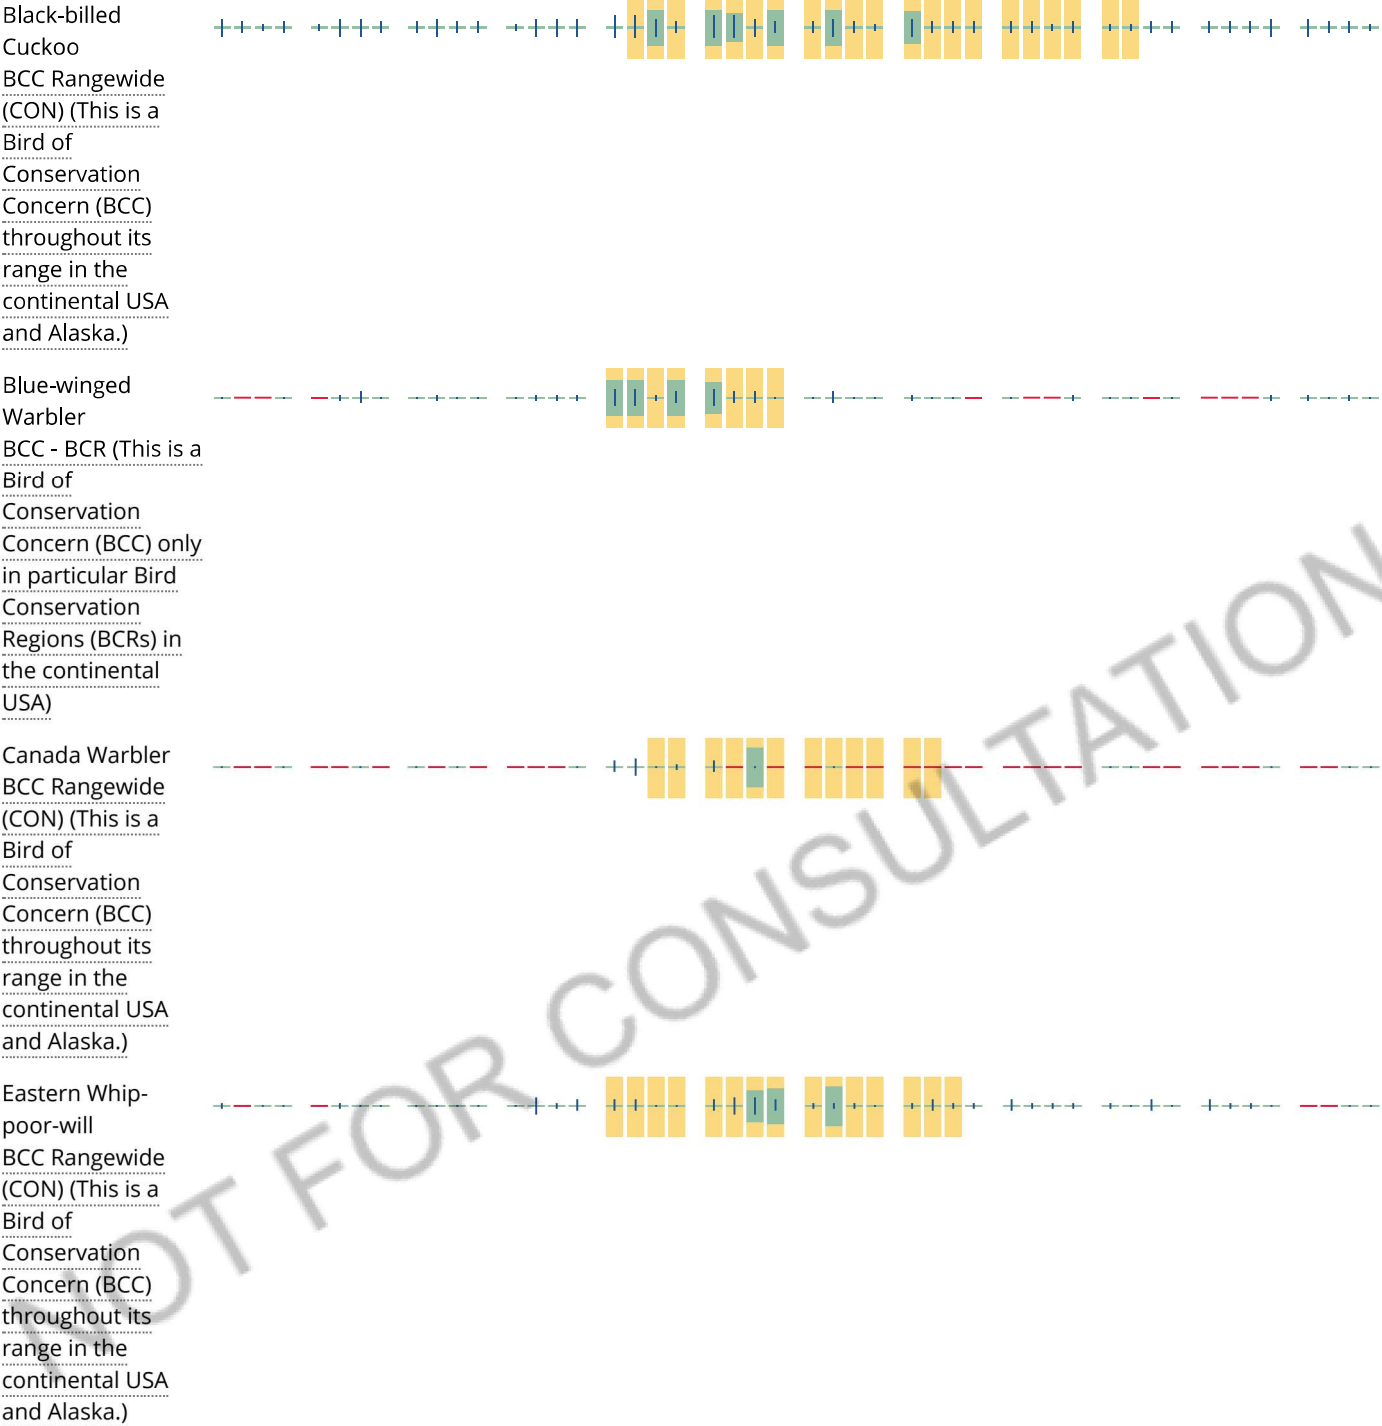 Black-billed
Cuckoo
BCC Rangewide
(CON) (This is a
Bird of
Conservation
Concern (BCC)
throughout its
range in the
continental USA
and Alaska.)
Blue-winged
Warbler
BCC - BCR (This is a
Bird of
Conservation
Concern (BCC) only
in particular Bird
Conservation
Regions (BCRs) in
the continental
USA)
Canada Warbler
BCC Rangewide
(CON) (This is a
Bird of
Conservation
Concern (BCC)
throughout its
range in the
continental USA
and Alaska.)
Eastern Whip-
poor-will
BCC Rangewide
(CON) (This is a
Bird of
Conservation
Concern (BCC)
throughout its
range in the
continental USA
and Alaska.)
NOT FOR CONSULTATION